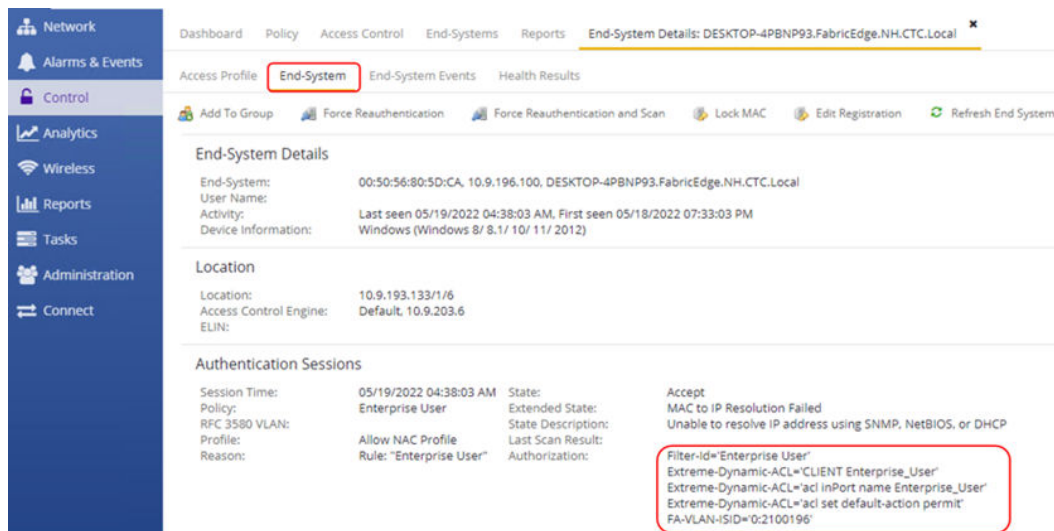 Network
Alarms & Events
Control
Analytics
Wireless
Reports
Tasks
Administration
Connect
Dashboard Policy Access Control End-Systems Reports End-System Details: DESKTOP-4PBNP93.FabricEdge.NH.CTC.Local
Access Profile End-System End-System Events Health Results
Add To Group Force Reauthentication Force Reauthentication and Scan Lock MAC Edit Registration Refresh End System
End-System Details
End-System: 00:50:56:80:5D:CA, 10.9.196.100, DESKTOP-4PBNP93.FabricEdge.NH.CTC.Local
User Name:
Activity: Last seen 05/19/2022 04:38:03 AM, First seen 05/18/2022 07:33:03 PM
Device Information: Windows (Windows 8/ 8.1/ 10/ 11/ 2012)
Location
Location: 10.9.193.133/1/6
Access Control Engine: Default, 10.9.203.6
ELIN:
Authentication Sessions
Session Time: 05/19/2022 04:38:03 AM State: Accept
Policy: Enterprise User Extended State: MAC to IP Resolution Failed
RFC 3580 VLAN: State Description: Unable to resolve IP address using SNMP, NetBIOS, or DHCP
Profile: Allow NAC Profile Last Scan Result:
Reason: Rule: "Enterprise User" Authorization: Filter-Id='Enterprise User'
Extreme-Dynamic-ACL='CLIENT Enterprise_User'
Extreme-Dynamic-ACL='acl inPort name Enterprise_User'
Extreme-Dynamic-ACL='acl set default-action permit'
FA-VLAN-ISID='0:2100196'